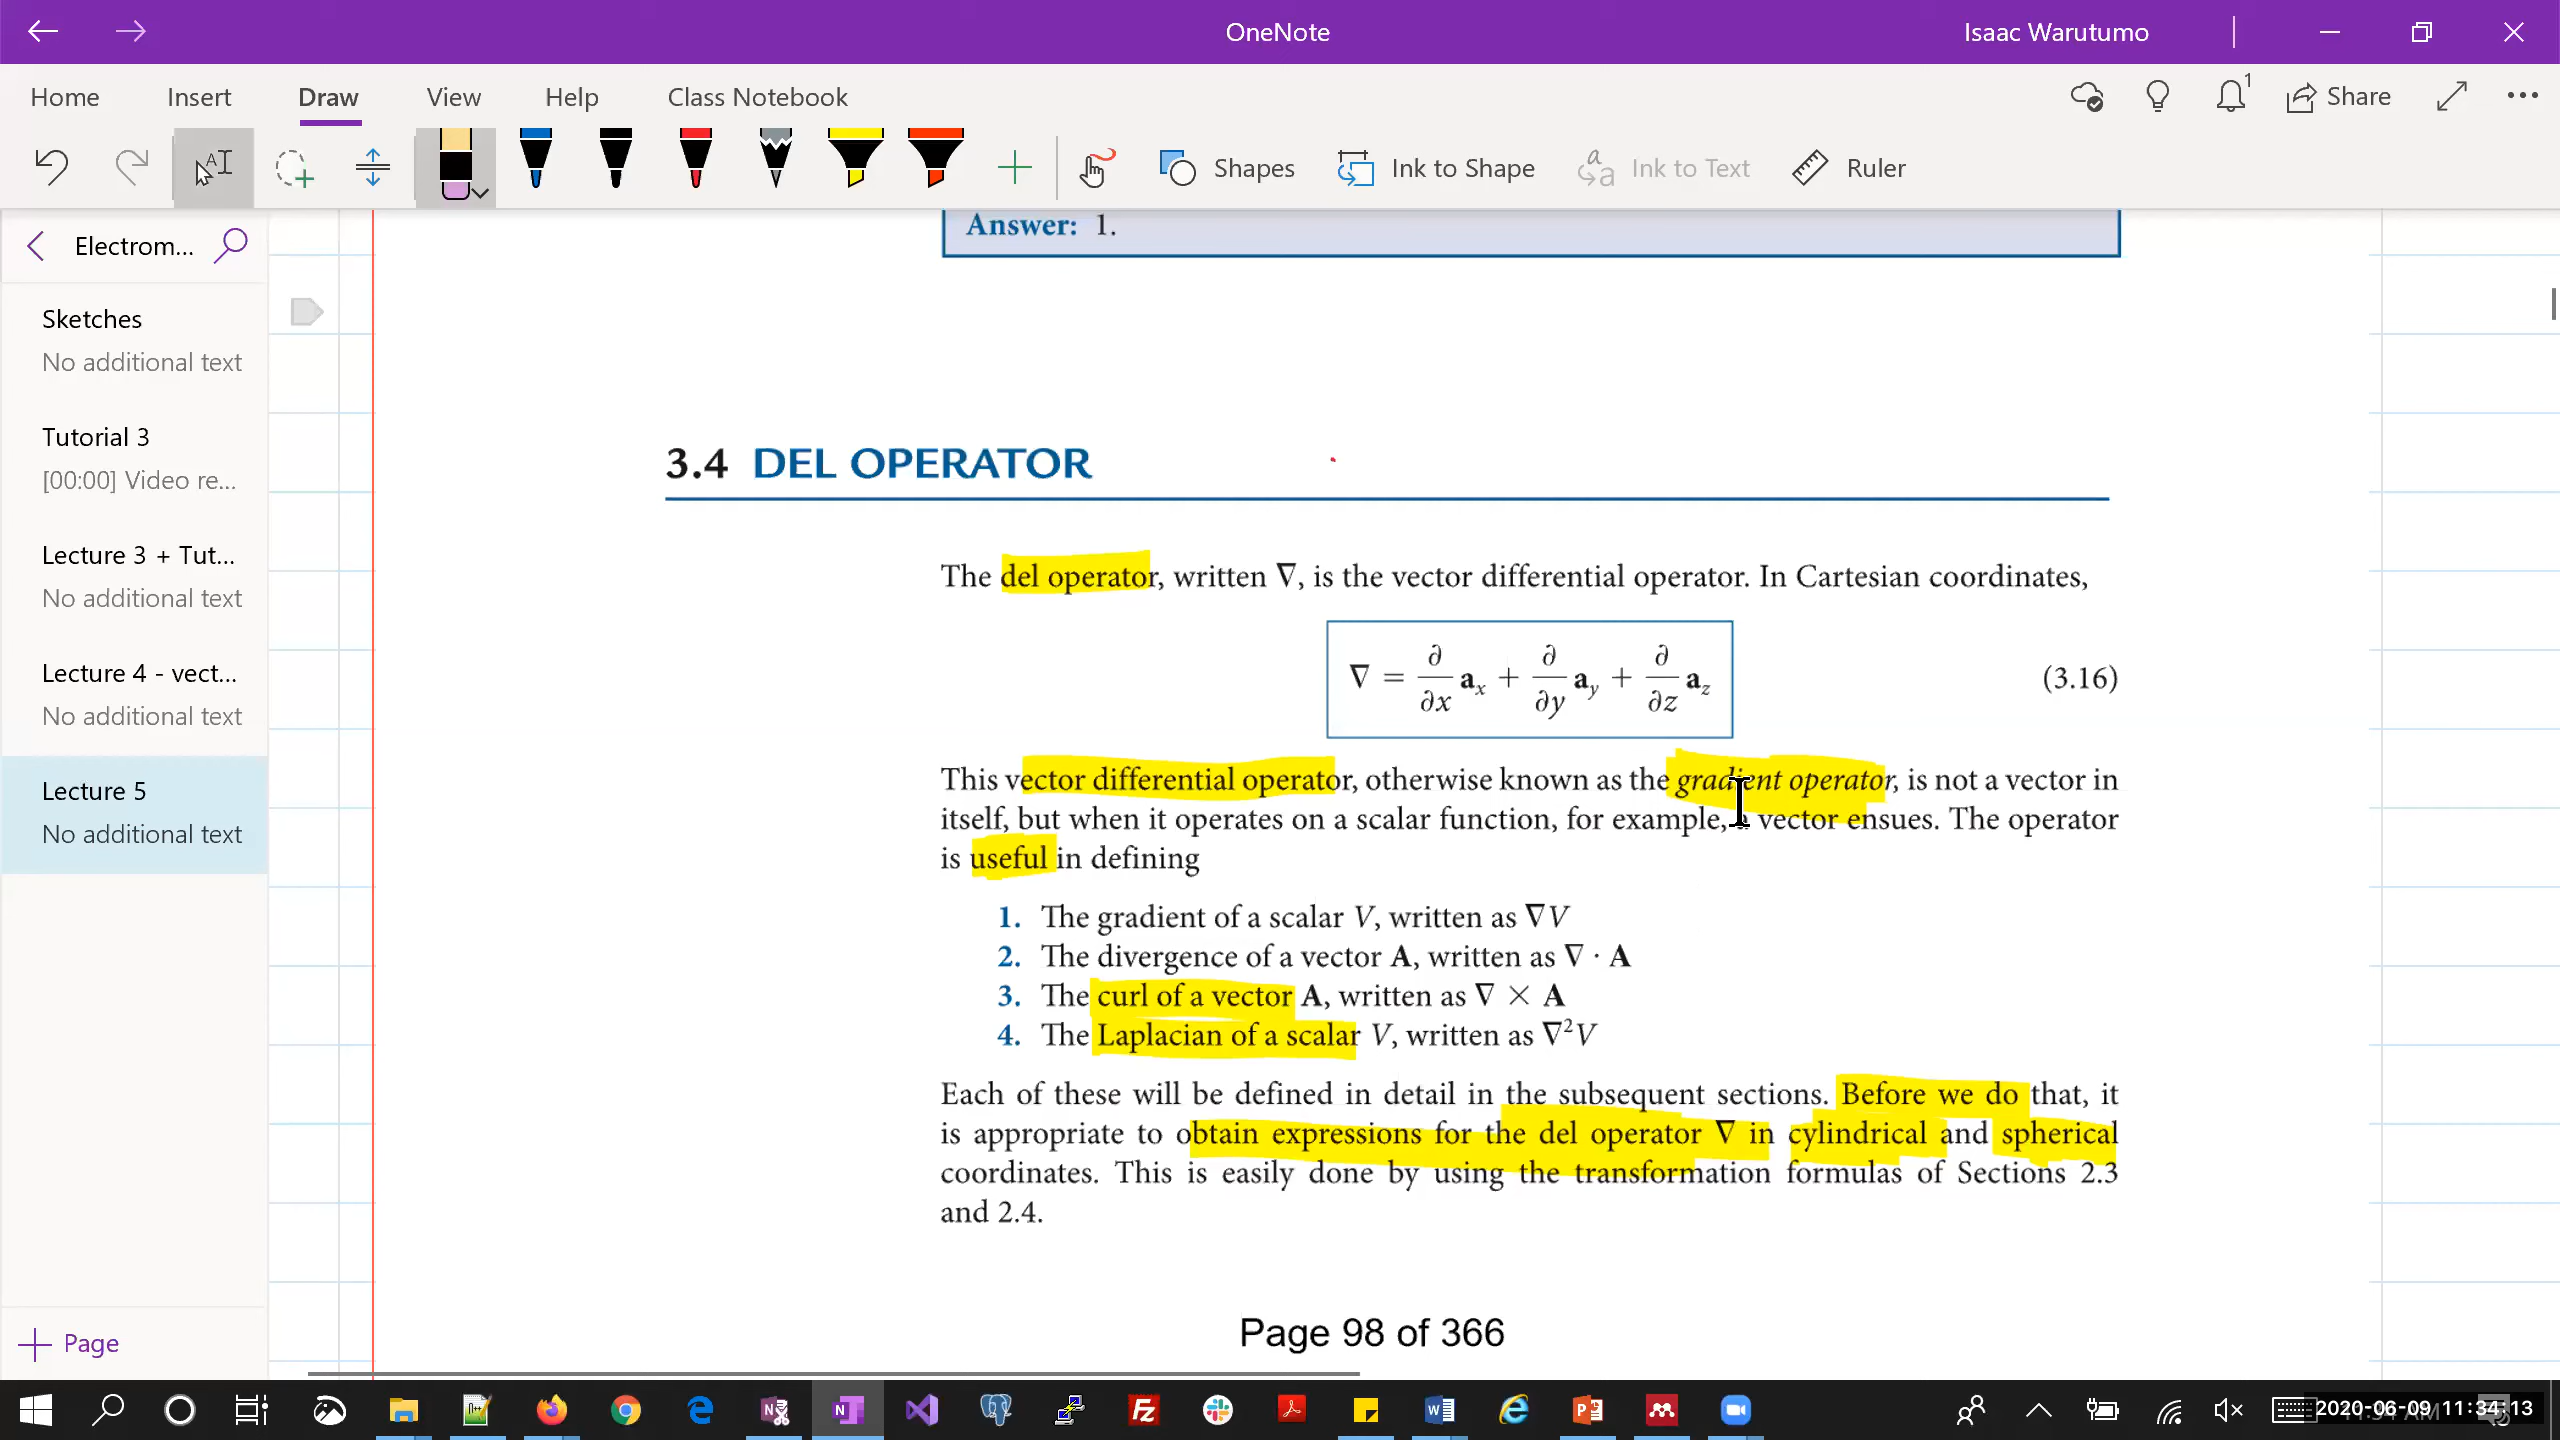 OneNote
Isaac Warutumo
Home Insert Draw View Help Class Notebook
1
Share
Shapes Ink to Shape Ink to Text Ruler
Electrom...
Sketches
No additional text
Tutorial 3
[00:00] Video re...
Lecture 3 + Tut...
No additional text
Lecture 4 - vect...
No additional text
Lecture 5
No additional text
Page
Answer: 1.
3.4 DEL OPERATOR
The del operator, written ∇, is the vector differential operator. In Cartesian coordinates,
∇ = ∂/∂x aₓ + ∂/∂y a_y + ∂/∂z a_z (3.16)
This vector differential operator, otherwise known as the gradient operator, is not a vector in
itself, but when it operates on a scalar function, for example, a vector ensues. The operator
is useful in defining
1. The gradient of a scalar V, written as ∇V
2. The divergence of a vector A, written as ∇ · A
3. The curl of a vector A, written as ∇ × A
4. The Laplacian of a scalar V, written as ∇²V
Each of these will be defined in detail in the subsequent sections. Before we do that, it
is appropriate to obtain expressions for the del operator ∇ in cylindrical and spherical
coordinates. This is easily done by using the transformation formulas of Sections 2.3
and 2.4.
Page 98 of 366
2020-06-09 11:34:13